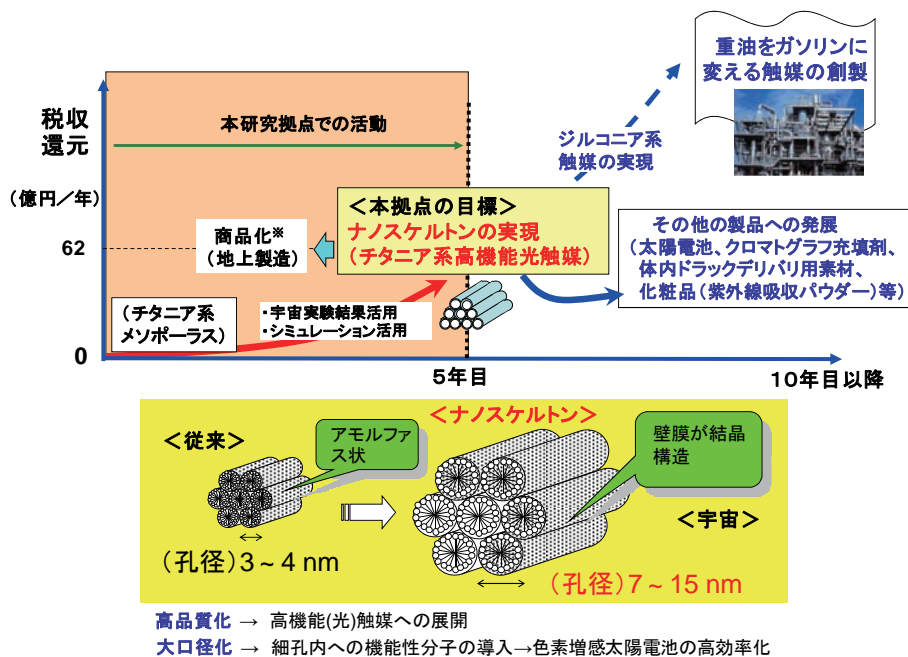 重油をガソリンに
変える触媒の創製
税収
還元
(億円/年)
本研究拠点での活動
ジルコニア系
触媒の実現
<本拠点の目標>
ナノスケルトンの実現
(チタニア系高機能光触媒)
商品化※
(地上製造)
62
その他の製品への発展
(太陽電池、クロマトグラフ充填剤、
体内ドラックデリバリ用素材、
化粧品(紫外線吸収パウダー)等)
(チタニア系
メソポーラス)
・宇宙実験結果活用
・シミュレーション活用
0
5年目
10年目以降
<従来>
アモルファ
ス状
(孔径)3~4 nm
<ナノスケルトン>
壁膜が結晶
構造
<宇宙>
(孔径)7~15 nm
高品質化 → 高機能(光)触媒への展開
大口径化 → 細孔内への機能性分子の導入→色素増感太陽電池の高効率化